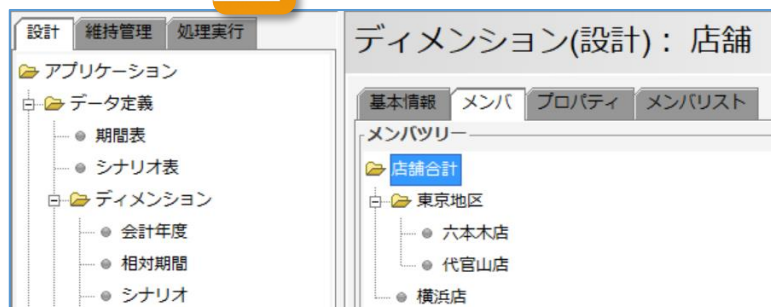 設計 維持管理 処理実行
アプリケーション
データ定義
期間表
シナリオ表
ディメンション
会計年度
相対期間
シナリオ
ディメンション(設計)： 店舗
基本情報 メンバ プロパティ メンバリスト
メンバツリー
店舗合計
東京地区
六本木店
代官山店
横浜店